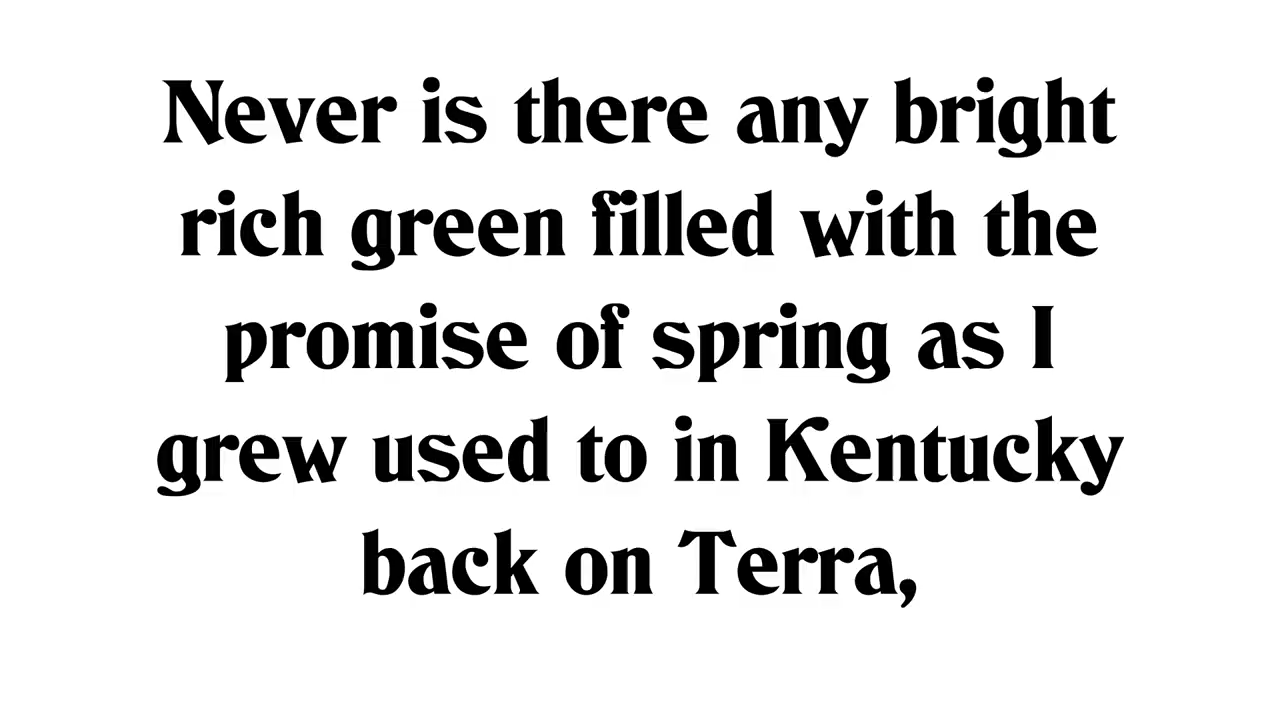 Never is there any bright
rich green filled with the
promise of spring as I
grew used to in Kentucky
back on Terra,